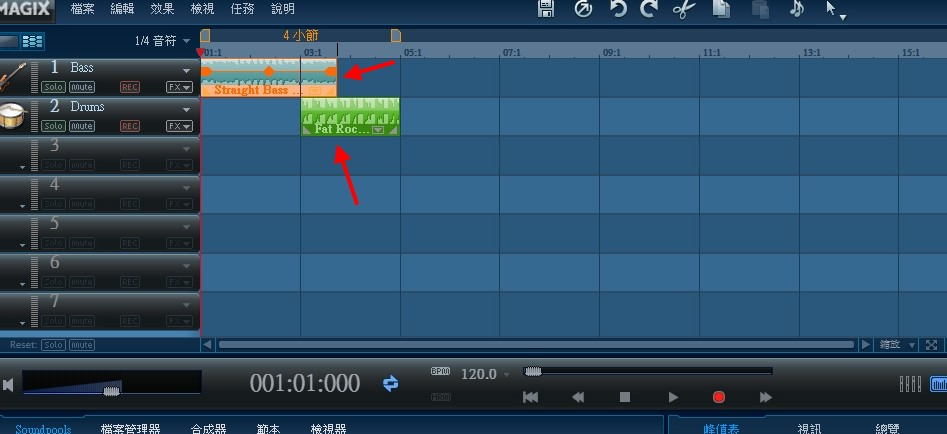 MAGIX 檔案 編輯 效果 檢視 任務 說明
1/4 音符 4 小節
01:1 03:1 05:1 07:1 09:1 11:1 13:1 15:1
1 Bass
Solo Mute REC FX
Straight Bass ...
2 Drums
Solo Mute REC FX
Fat Roc...
3
Solo Mute REC FX
4
Solo Mute REC FX
5
Solo Mute REC FX
6
Solo Mute REC FX
7
Solo Mute REC FX
Reset: Solo Mute 縮放
001:01:000 BPM 120.0
Soundpools 檔案管理器 合成器 範本 檢視器 峰值表 視訊 總覽